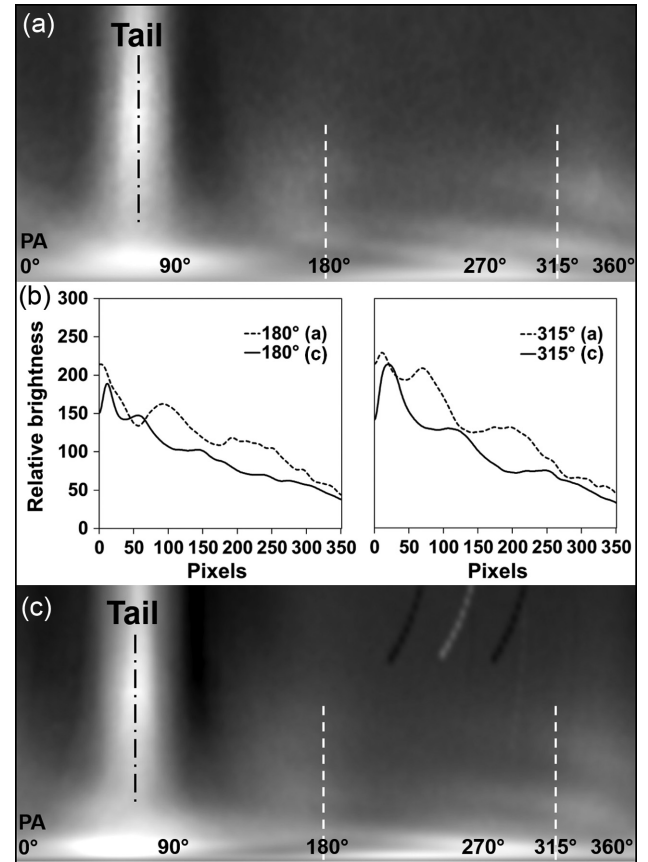 (a)
Tail
PA
0° 90° 180° 270° 315° 360°
(b)
Relative brightness
300
250
200
150
100
50
0
180° (a)
180° (c)
0 50 100 150 200 250 300 350
Pixels
315° (a)
315° (c)
0 50 100 150 200 250 300 350
Pixels
(c)
Tail
PA
0° 90° 180° 270° 315° 360°